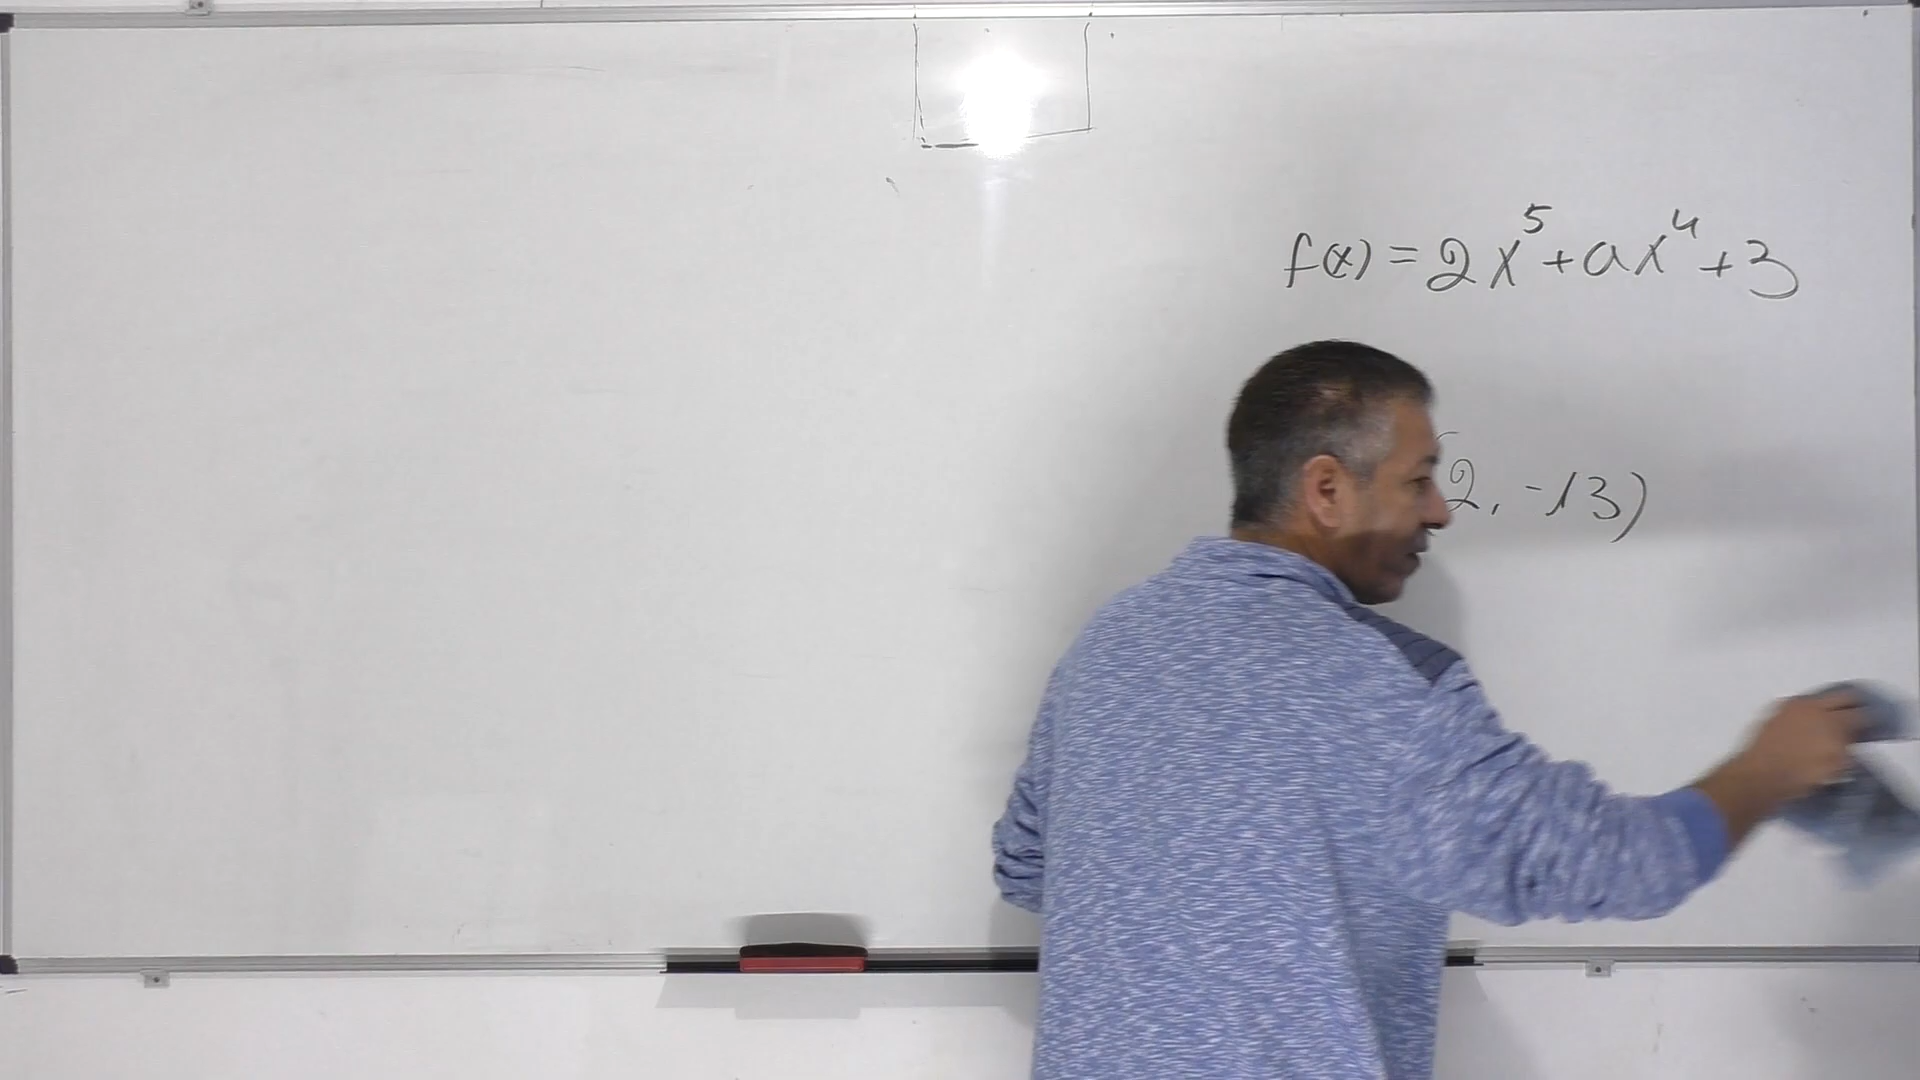 f(x) = 2x⁵ + ax⁴ + 3
2, -13)